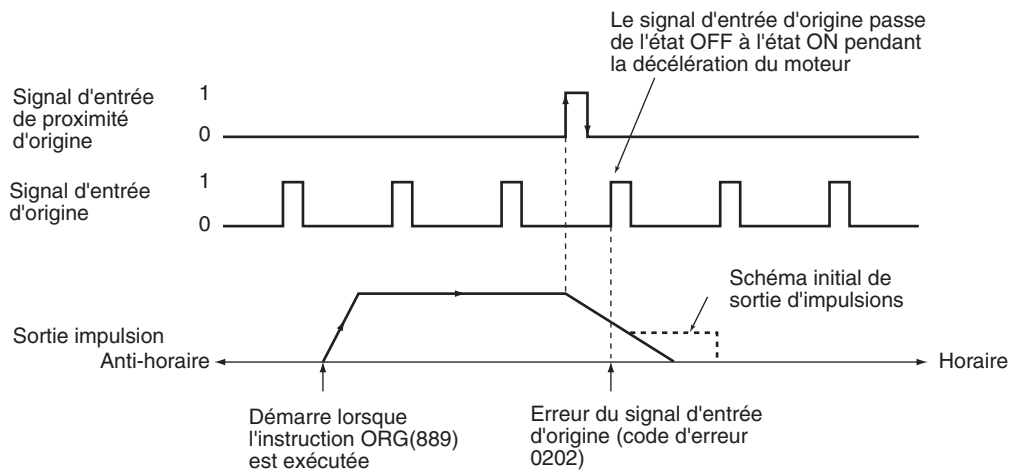 Le signal d'entrée d'origine passe
de l'état OFF à l'état ON pendant
la décélération du moteur
Signal d'entrée
de proximité
d'origine
1
0
Signal d'entrée
d'origine
1
0
Schéma initial de
sortie d'impulsions
Sortie impulsion
Anti-horaire
Horaire
Démarre lorsque
l'instruction ORG(889)
est exécutée
Erreur du signal d'entrée
d'origine (code d'erreur
0202)